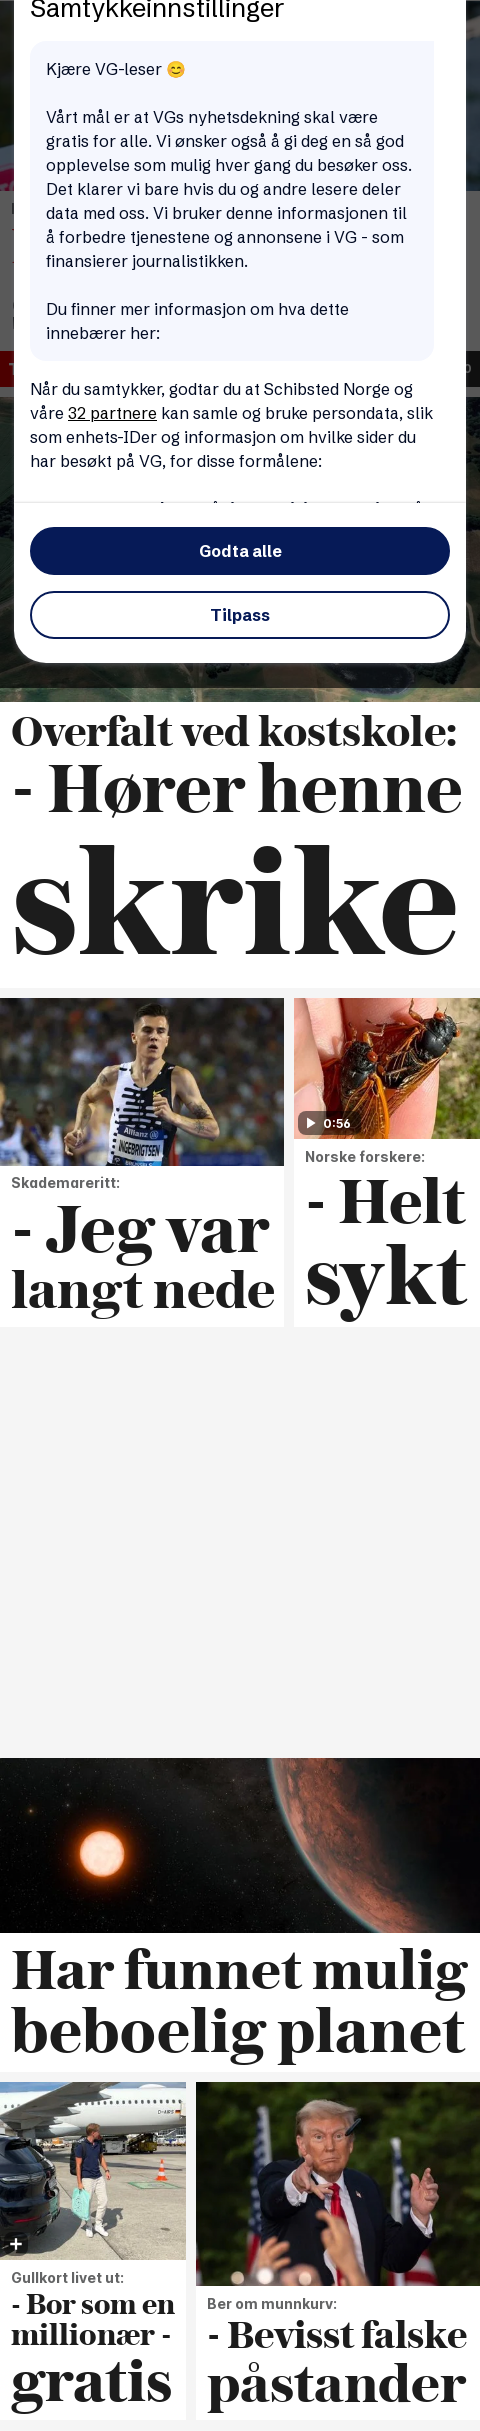 Samtykkeinnstillinger
Kjære VG-leser 😊
Vårt mål er at VGs nyhetsdekning skal være
gratis for alle. Vi ønsker også å gi deg en så god
opplevelse som mulig hver gang du besøker oss.
Det klarer vi bare hvis du og andre lesere deler
data med oss. Vi bruker denne informasjonen til
å forbedre tjenestene og annonsene i VG - som
finansierer journalistikken.
Du finner mer informasjon om hva dette
innebærer her:
Når du samtykker, godtar du at Schibsted Norge og
våre 32 partnere kan samle og bruke persondata, slik
som enhets-IDer og informasjon om hvilke sider du
har besøkt på VG, for disse formålene:
Godta alle
Tilpass
Overfalt ved kostskole:
- Hører henne
skrike
Allianz
INGEBRIGTSEN
Skademareritt:
- Jeg var
langt nede
0:56
Norske forskere:
- Helt
sykt
Har funnet mulig
beboelig planet
Gullkort livet ut:
- Bor som en
millionær -
gratis
Ber om munnkurv:
- Bevisst falske
påstander